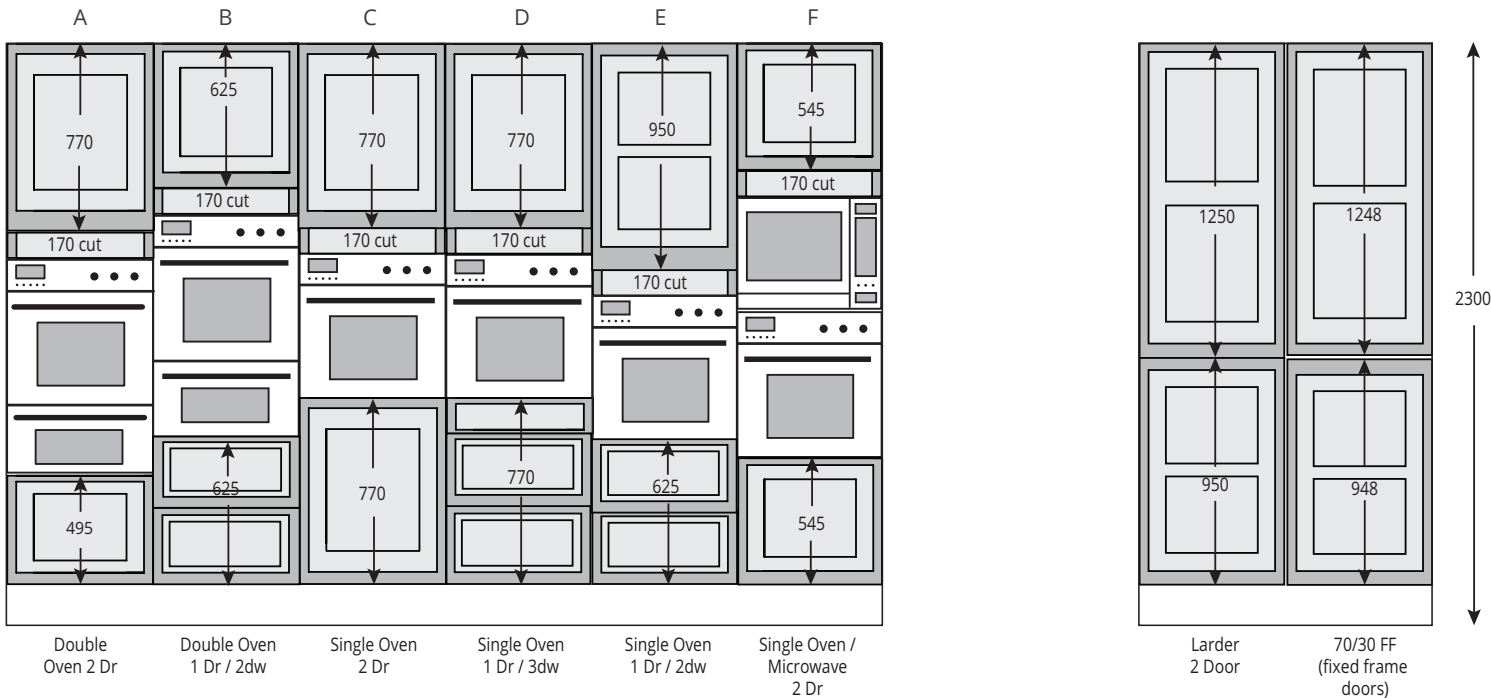 A B C D E F
770
170 cut
495
Double
Oven 2 Dr
625
170 cut
625
Double Oven
1 Dr / 2dw
770
170 cut
770
Single Oven
2 Dr
770
170 cut
770
Single Oven
1 Dr / 3dw
950
170 cut
625
Single Oven
1 Dr / 2dw
545
170 cut
545
Single Oven /
Microwave
2 Dr
1250
950
Larder
2 Door
1248
948
70/30 FF
(fixed frame
doors)
2300